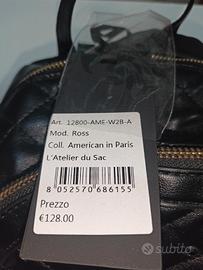 Art. 12800-AME-W2B-A
Mod. Ross
Coll. American in Paris
L'Atelier du Sac
8 052570 686155
Prezzo
€128.00
subito